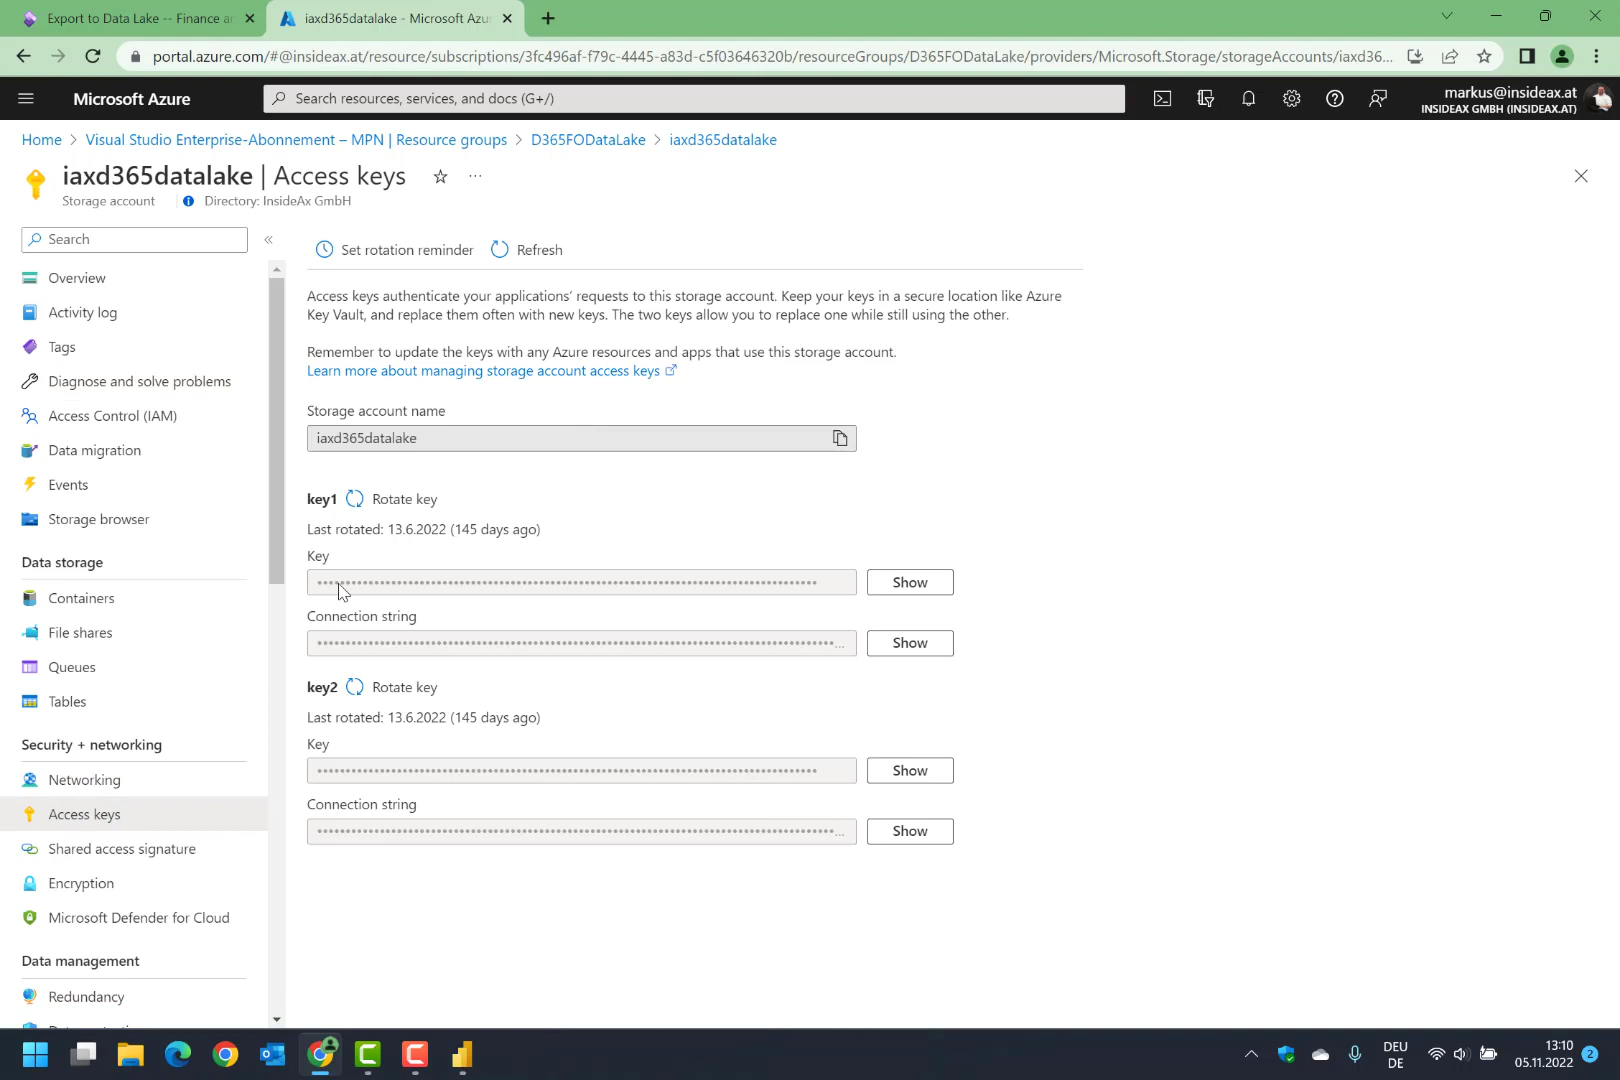 Export to Data Lake -- Finance an
iaxd365datalake - Microsoft Azu
portal.azure.com/#@insideax.at/resource/subscriptions/3fc496af-f79c-4445-a83d-c5f03646320b/resourceGroups/D365FODataLake/providers/Microsoft.Storage/storageAccounts/iaxd36...
Microsoft Azure
Search resources, services, and docs (G+/)
markus@insideax.at
INSIDEAX GMBH (INSIDEAX.AT)
Home > Visual Studio Enterprise-Abonnement – MPN | Resource groups > D365FODataLake > iaxd365datalake
iaxd365datalake | Access keys
Storage account
Directory: InsideAx GmbH
Search
Overview
Activity log
Tags
Diagnose and solve problems
Access Control (IAM)
Data migration
Events
Storage browser
Data storage
Containers
File shares
Queues
Tables
Security + networking
Networking
Access keys
Shared access signature
Encryption
Microsoft Defender for Cloud
Data management
Redundancy
Set rotation reminder
Refresh
Access keys authenticate your applications' requests to this storage account. Keep your keys in a secure location like Azure
Key Vault, and replace them often with new keys. The two keys allow you to replace one while still using the other.
Remember to update the keys with any Azure resources and apps that use this storage account.
Learn more about managing storage account access keys
Storage account name
iaxd365datalake
key1
Rotate key
Last rotated: 13.6.2022 (145 days ago)
Key
Show
Connection string
Show
key2
Rotate key
Last rotated: 13.6.2022 (145 days ago)
Key
Show
Connection string
Show
DEU
DE
13:10
05.11.2022
2